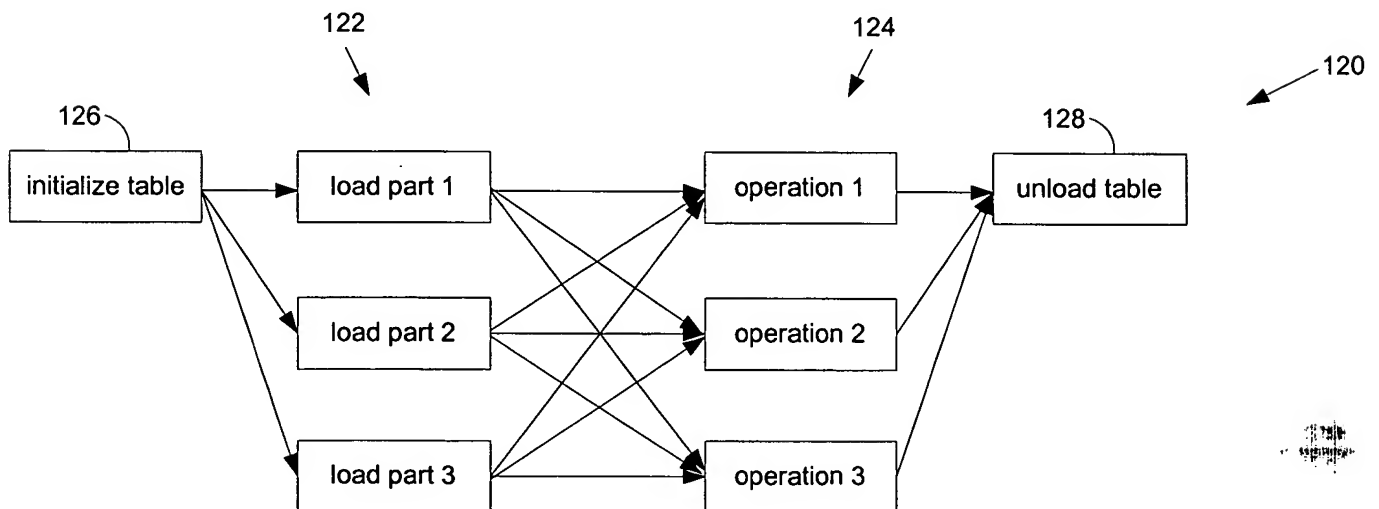 122
124
120
126
128
initialize table
load part 1
operation 1
unload table
load part 2
operation 2
load part 3
operation 3